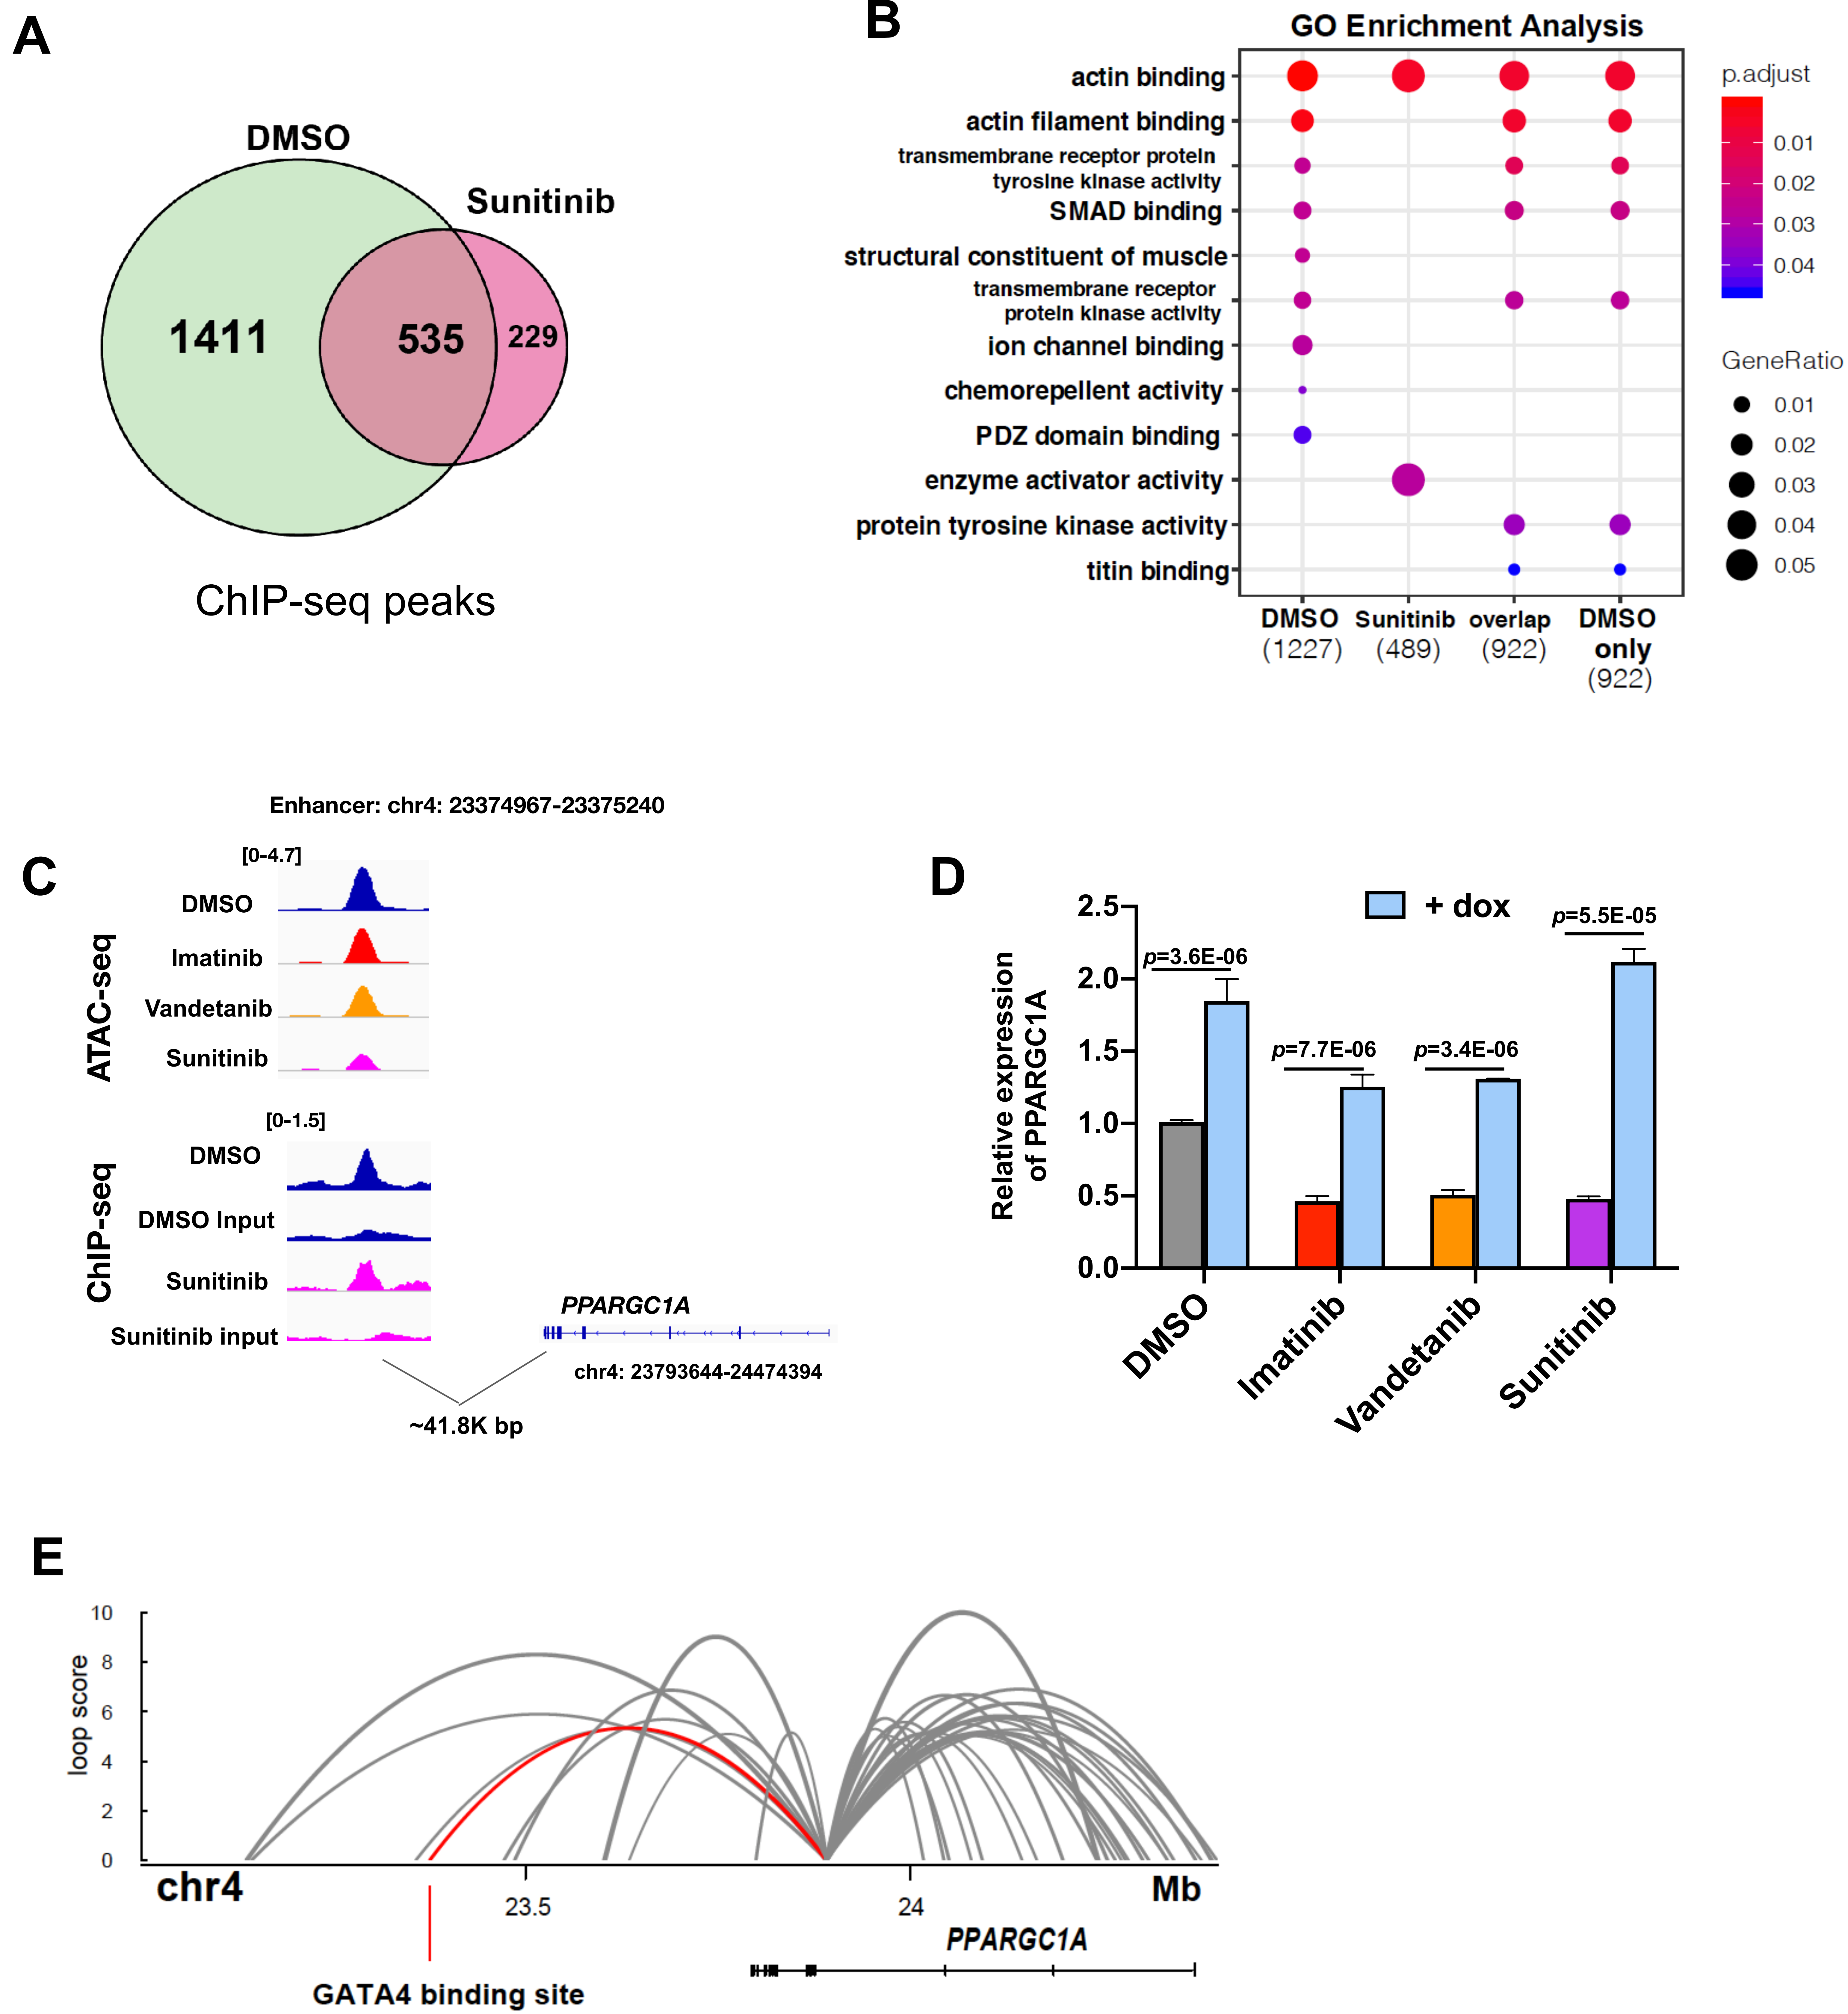 A
DMSO
Sunitinib
1411
535
229
ChIP-seq peaks
B
GO Enrichment Analysis
actin binding
actin filament binding
transmembrane receptor protein
tyrosine kinase activity
SMAD binding
structural constituent of muscle
transmembrane receptor
protein kinase activity
ion channel binding
chemorepellent activity
PDZ domain binding
enzyme activator activity
protein tyrosine kinase activity
titin binding
DMSO
(1227)
Sunitinib
(489)
overlap
(922)
DMSO
only
(922)
p.adjust
0.01
0.02
0.03
0.04
GeneRatio
0.01
0.02
0.03
0.04
0.05
C
Enhancer: chr4: 23374967-23375240
ATAC-seq
[0-4.7]
DMSO
Imatinib
Vandetanib
Sunitinib
ChIP-seq
[0-1.5]
DMSO
DMSO Input
Sunitinib
Sunitinib input
PPARGC1A
chr4: 23793644-24474394
~41.8K bp
D
+ dox
Relative expression
of PPARGC1A
2.5
2.0
1.5
1.0
0.5
0.0
p=3.6E-06
p=7.7E-06
p=3.4E-06
p=5.5E-05
DMSO
Imatinib
Vandetanib
Sunitinib
E
loop score
10
8
6
4
2
0
chr4
23.5
24
Mb
PPARGC1A
GATA4 binding site